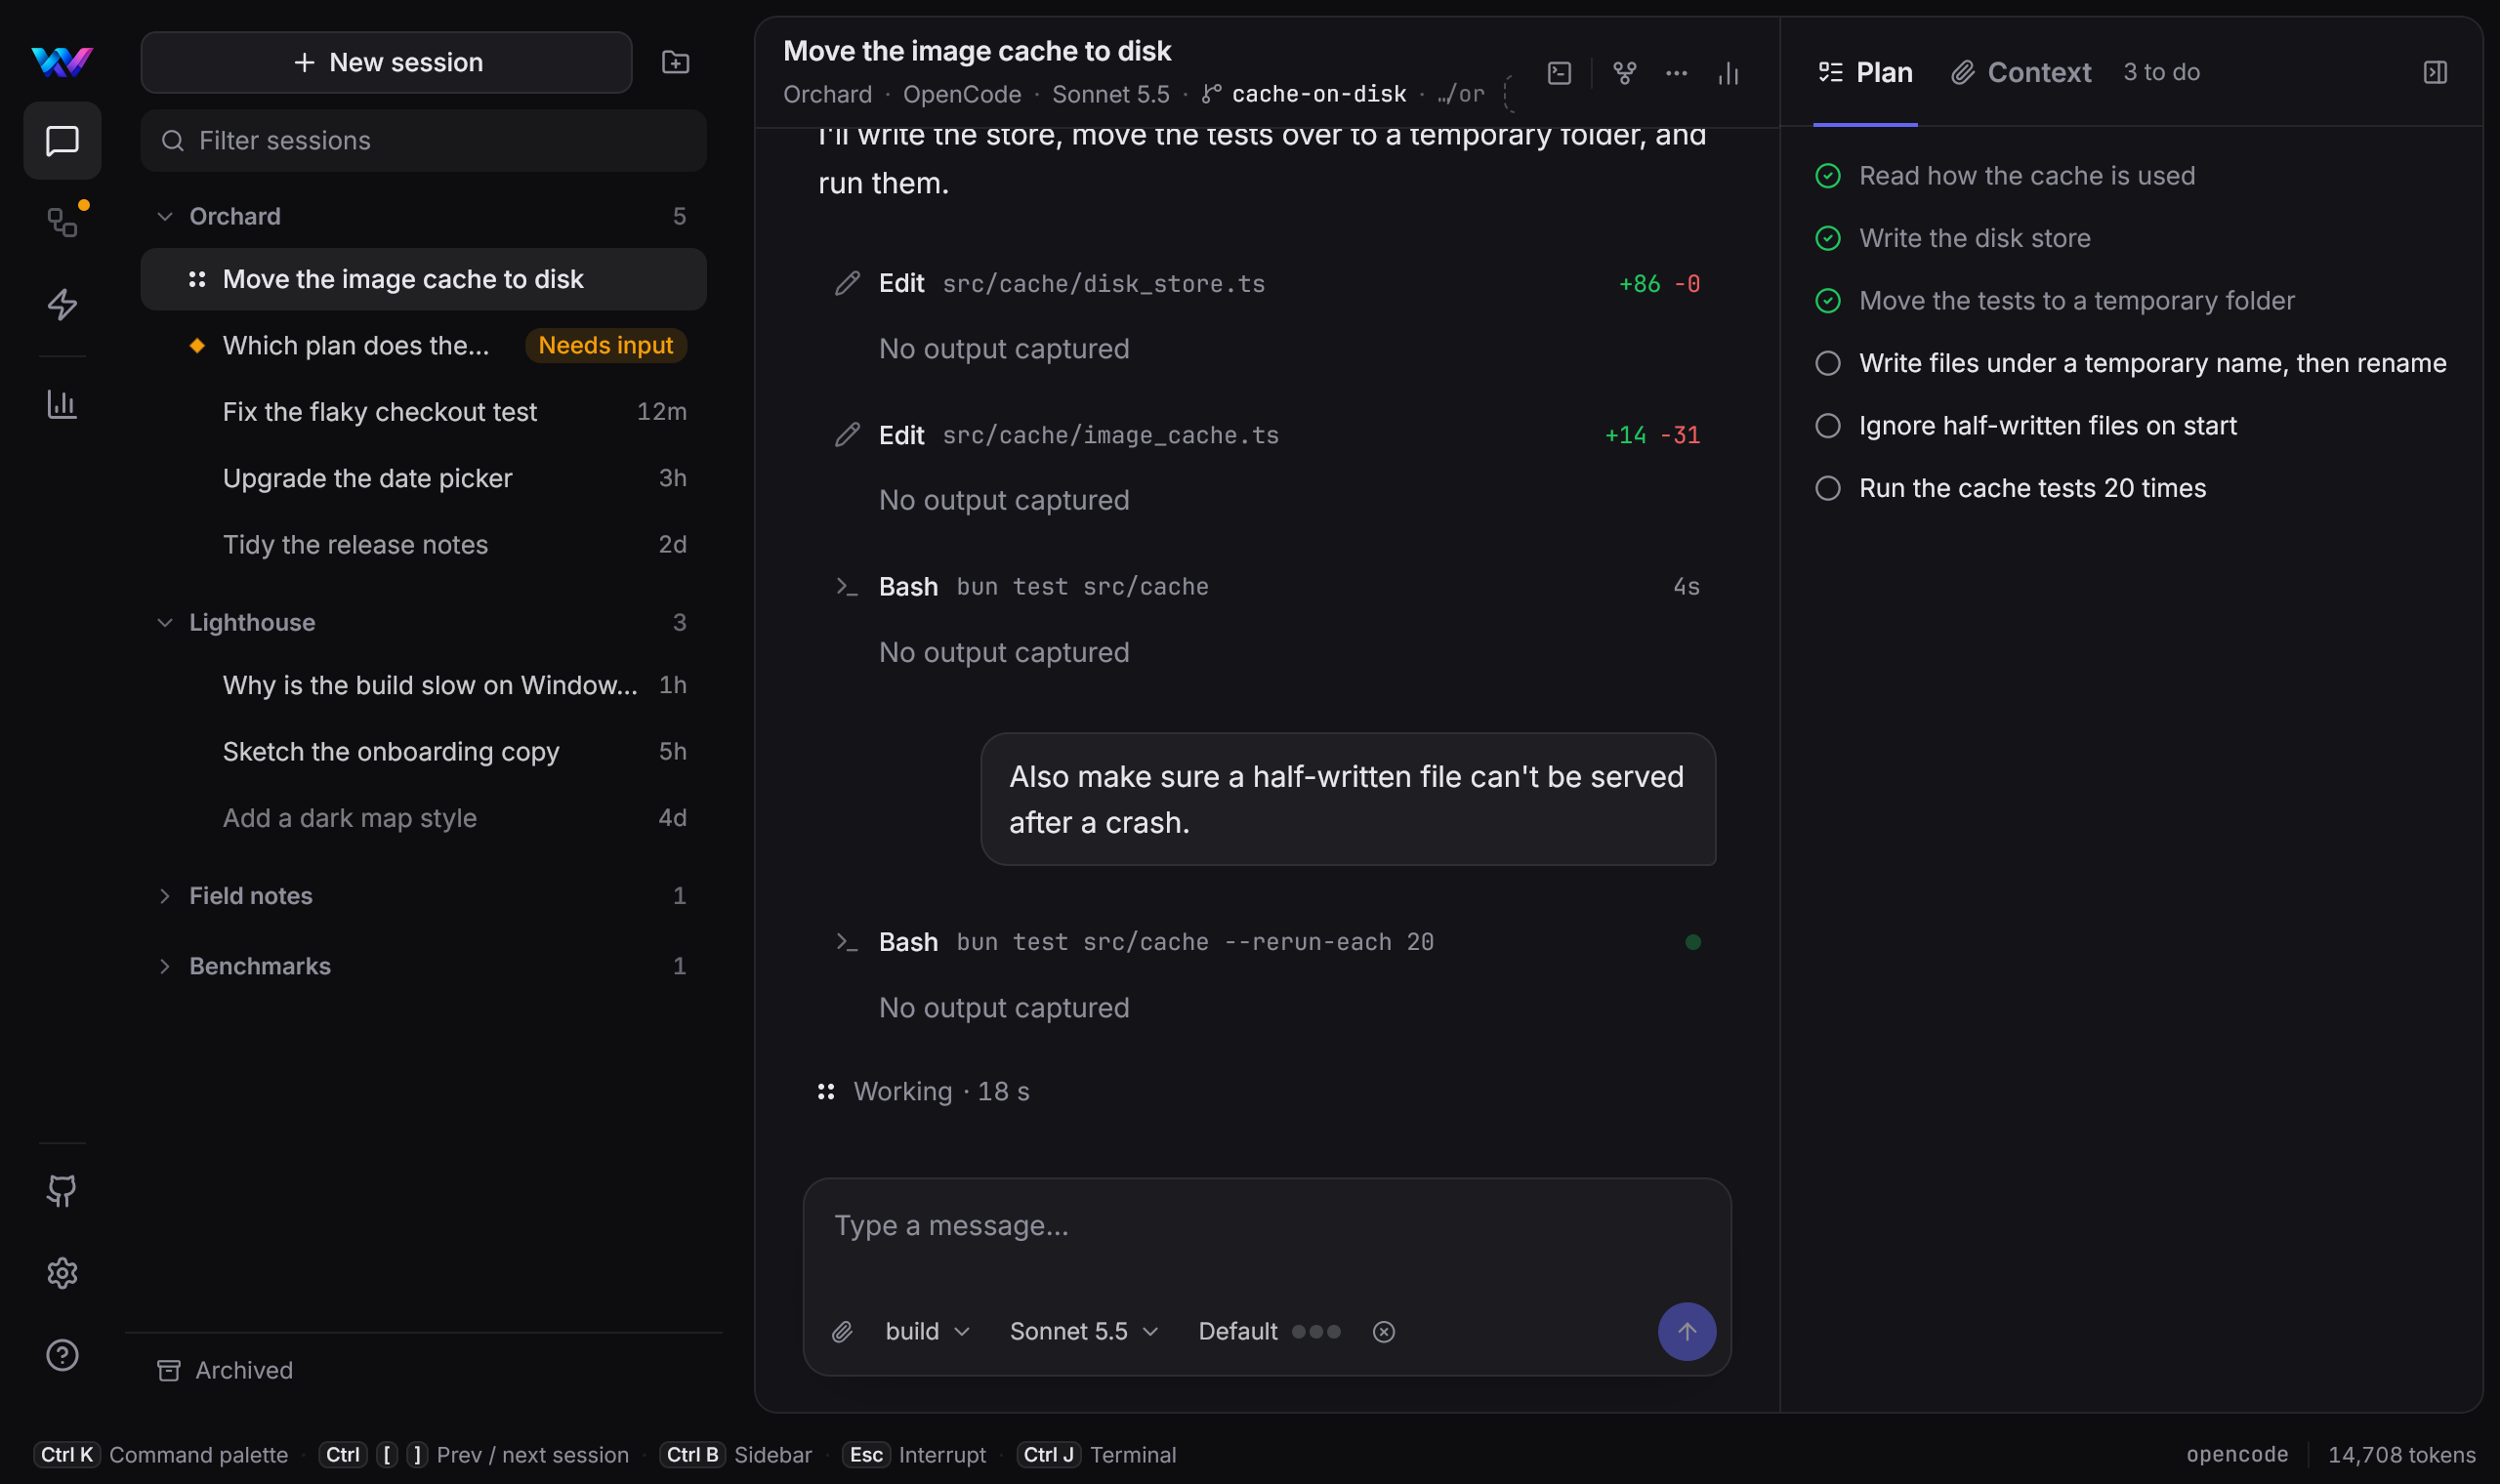 New session
Filter sessions
Orchard 5
Move the image cache to disk
Which plan does the... Needs input
Fix the flaky checkout test 12m
Upgrade the date picker 3h
Tidy the release notes 2d
Lighthouse 3
Why is the build slow on Window... 1h
Sketch the onboarding copy 5h
Add a dark map style 4d
Field notes 1
Benchmarks 1
Archived
Move the image cache to disk
Orchard · OpenCode · Sonnet 5.5 · cache-on-disk · …/or
I'll write the store, move the tests over to a temporary folder, and
run them.
Edit src/cache/disk_store.ts +86 -0
No output captured
Edit src/cache/image_cache.ts +14 -31
No output captured
Bash bun test src/cache 4s
No output captured
Also make sure a half-written file can't be served
after a crash.
Bash bun test src/cache --rerun-each 20
No output captured
Working · 18 s
Type a message...
build Sonnet 5.5 Default
Plan Context 3 to do
Read how the cache is used
Write the disk store
Move the tests to a temporary folder
Write files under a temporary name, then rename
Ignore half-written files on start
Run the cache tests 20 times
Ctrl K Command palette · Ctrl [ ] Prev / next session · Ctrl B Sidebar · Esc Interrupt · Ctrl J Terminal
opencode 14,708 tokens